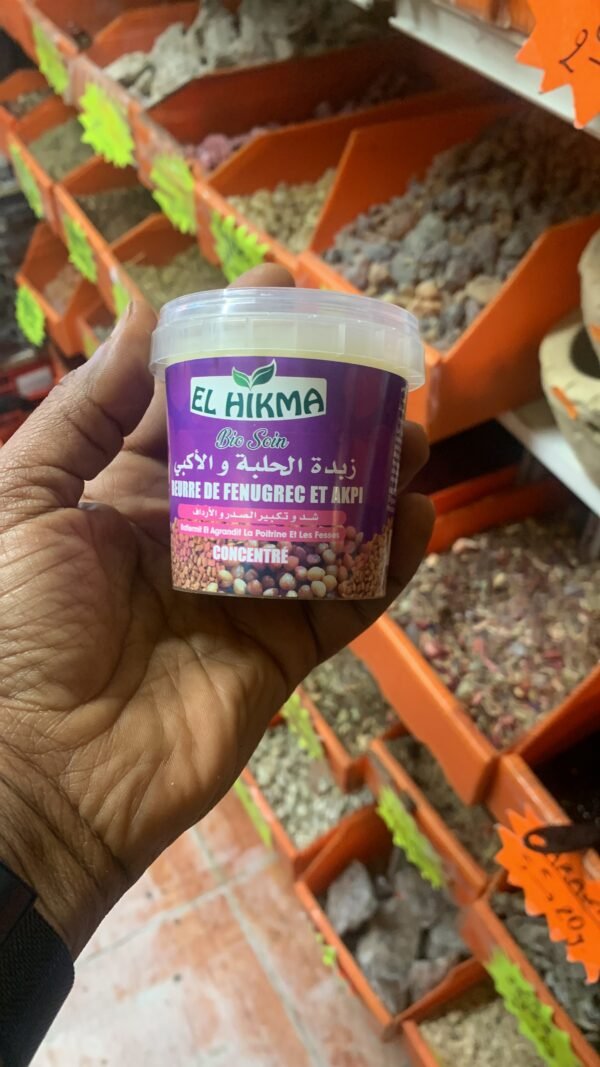 EL HIKMA
Bio Soin
زبدة الحلبة و الأكبي
BEURRE DE FENUGREC ET AKPI
شد و تكبير الصدر و الأرداف
Raffermit Et Agrandit La Poitrine Et Les Fesses
CONCENTRÉ